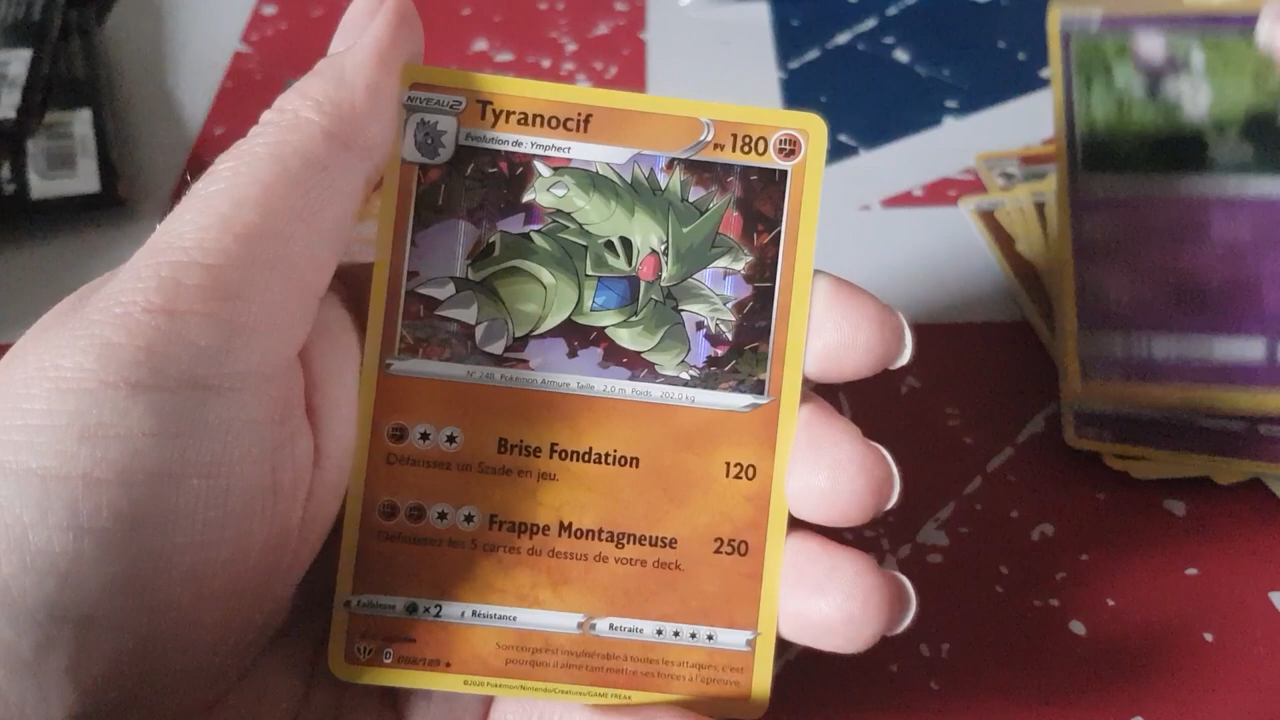 NIVEAU 2
Tyranocif
PV 180
Évolution de : Ymphect
N° 248 Pokémon Armure Taille : 2,0 m Poids : 202,0 kg
Brise Fondation 120
Défaussez un Stade en jeu.
Frappe Montagneuse 250
Défaussez les 5 cartes du dessus de votre deck.
Faiblesse ×2 Résistance Retraite
Son corps est invulnérable à toutes les attaques, c'est
pourquoi il aime tant mettre ses forces à l'épreuve.
D 088/189 ★
©2020 Pokémon/Nintendo/Creatures/GAME FREAK